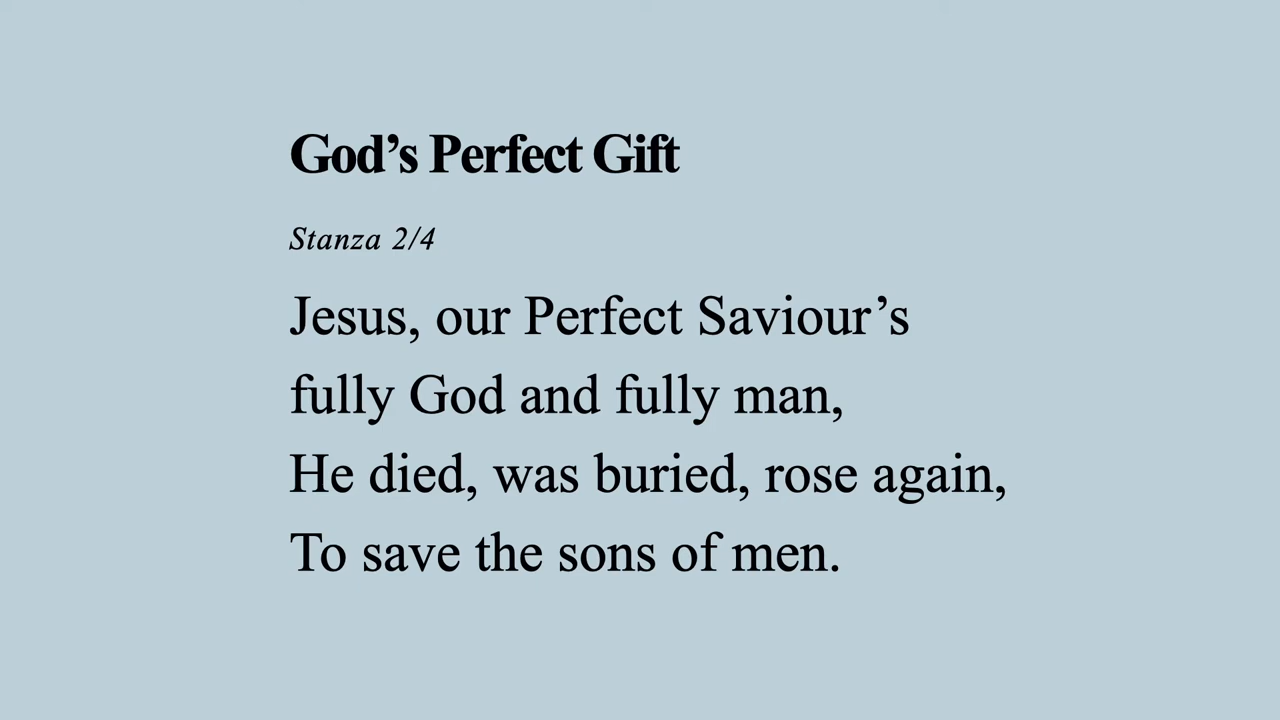 God’s Perfect Gift
Stanza 2/4
Jesus, our Perfect Saviour’s
fully God and fully man,
He died, was buried, rose again,
To save the sons of men.